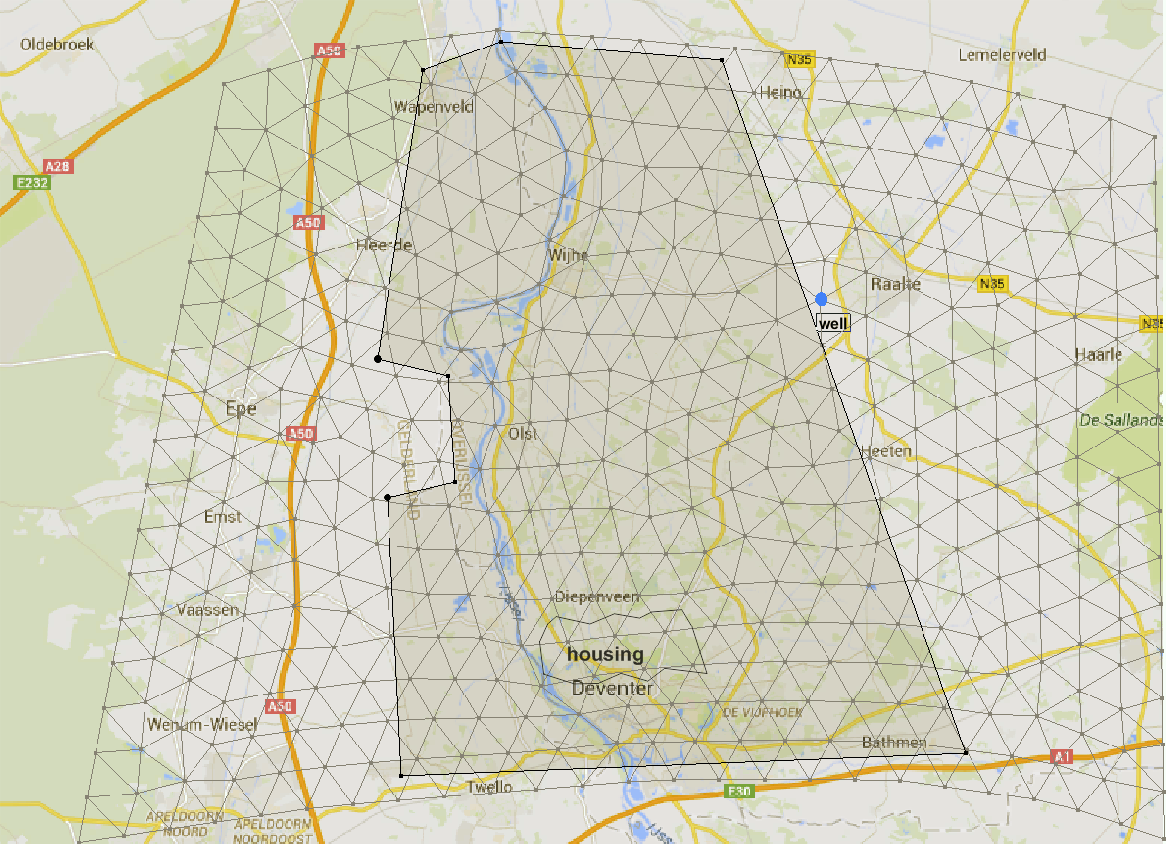 Oldebroek
A50
N35
Lemelerveld
Heino
Wapenveld
A28
E232
A50
Heerde
Wijhe
Raalte
N35
well
N35
Haarle
Epe
A50
Olst
De Sallands
GELDERLAND
OVERIJSSEL
Heeten
Emst
Diepenveen
Vaassen
IJssel
housing
Deventer
A50
DE VIJFHOEK
Wenum-Wiesel
Bathmen
A1
Twello
E30
APELDOORN
NOORD
APELDOORN
NOORDOOST
IJsse